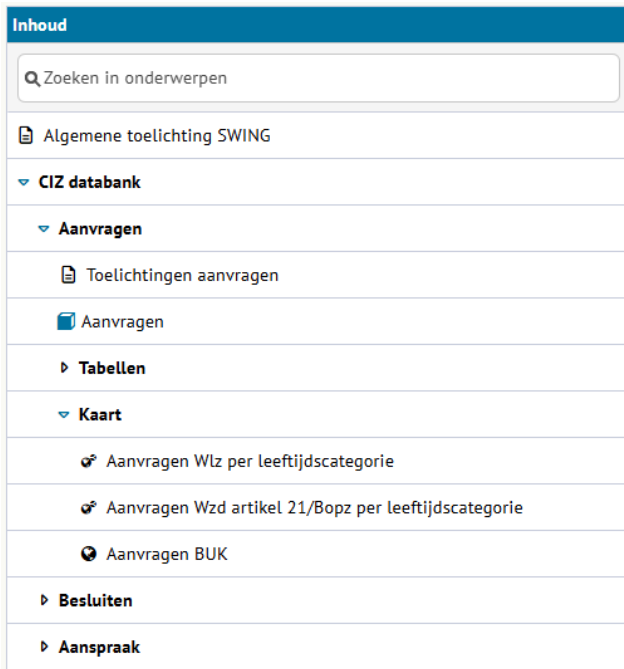 Inhoud
Zoeken in onderwerpen
Algemene toelichting SWING
CIZ databank
Aanvragen
Toelichtingen aanvragen
Aanvragen
Tabellen
Kaart
Aanvragen Wlz per leeftijdscategorie
Aanvragen Wzd artikel 21/Bopz per leeftijdscategorie
Aanvragen BUK
Besluiten
Aanspraak